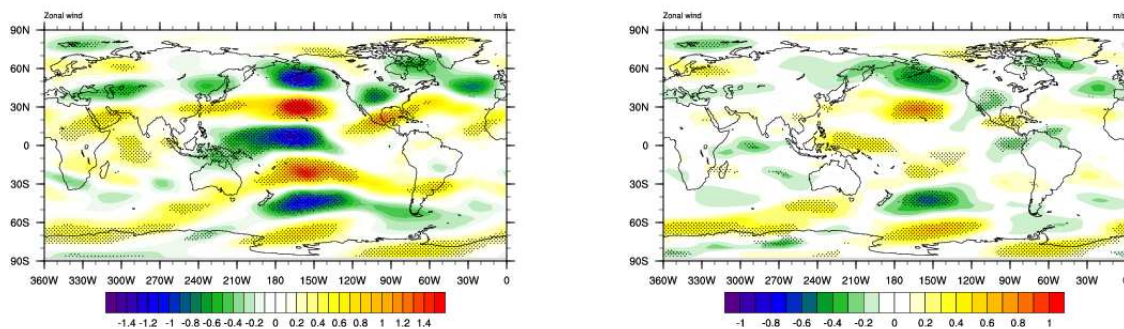 Zonal wind m/s
90N
60N
30N
0
30S
60S
90S
360W 330W 300W 270W 240W 210W 180W 150W 120W 90W 60W 30W 0
-1.4 -1.2 -1 -0.8 -0.6 -0.4 -0.2 0 0.2 0.4 0.6 0.8 1 1.2 1.4
Zonal wind m/s
90N
60N
30N
0
30S
60S
90S
360W 330W 300W 270W 240W 210W 180 150W 120W 90W 60W 30W 0
-1 -0.8 -0.6 -0.4 -0.2 0 0.2 0.4 0.6 0.8 1